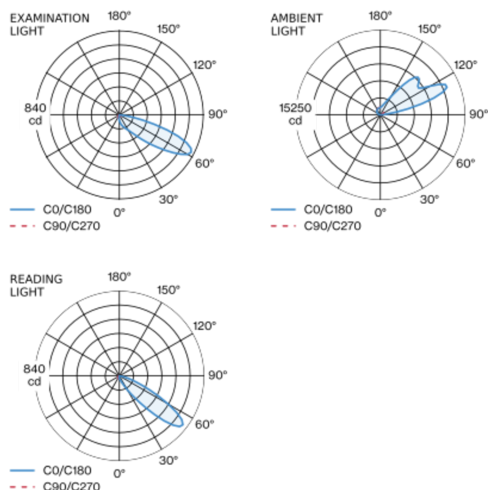 EXAMINATION
LIGHT
180°
150°
120°
90°
60°
30°
0°
840
cd
C0/C180
C90/C270
AMBIENT
LIGHT
180°
150°
120°
90°
60°
30°
0°
15250
cd
C0/C180
C90/C270
READING
LIGHT
180°
150°
120°
90°
60°
30°
0°
840
cd
C0/C180
C90/C270